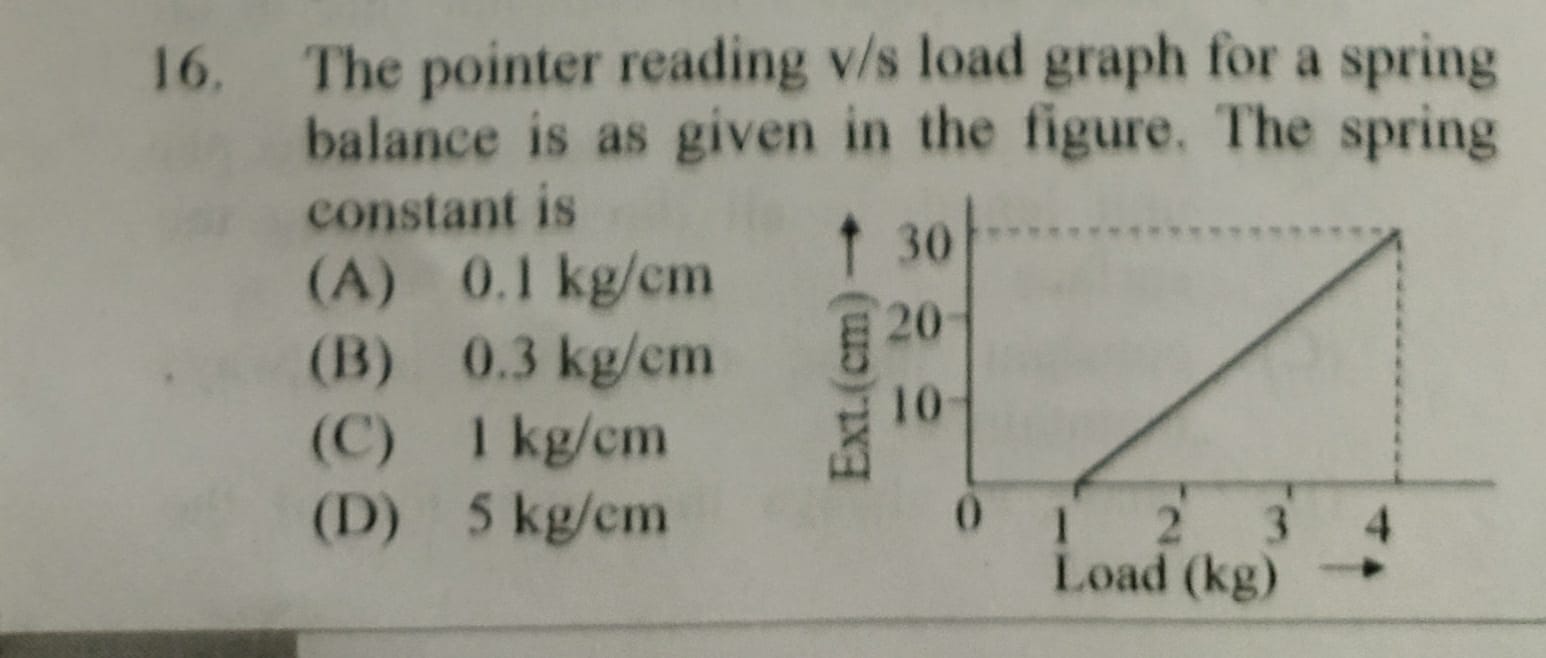 16. The pointer reading v/s load graph for a spring
balance is as given in the figure. The spring
constant is
(A) 0.1 kg/cm
(B) 0.3 kg/cm
(C) 1 kg/cm
(D) 5 kg/cm
Ext.(cm)
30
20
10
0 1 2 3 4
Load (kg)